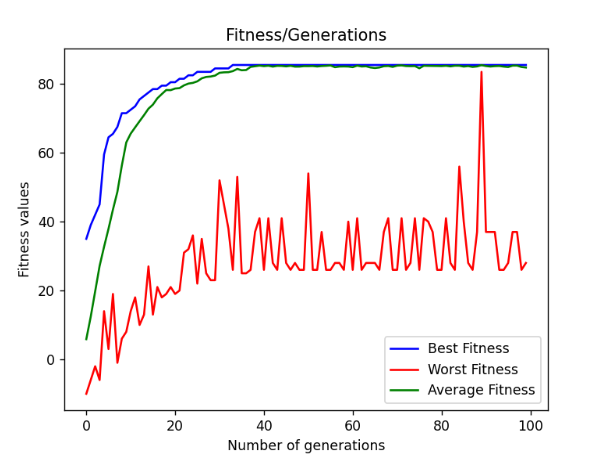 Fitness/Generations
Fitness values
80
60
40
20
0
0 20 40 60 80 100
Number of generations
Best Fitness
Worst Fitness
Average Fitness